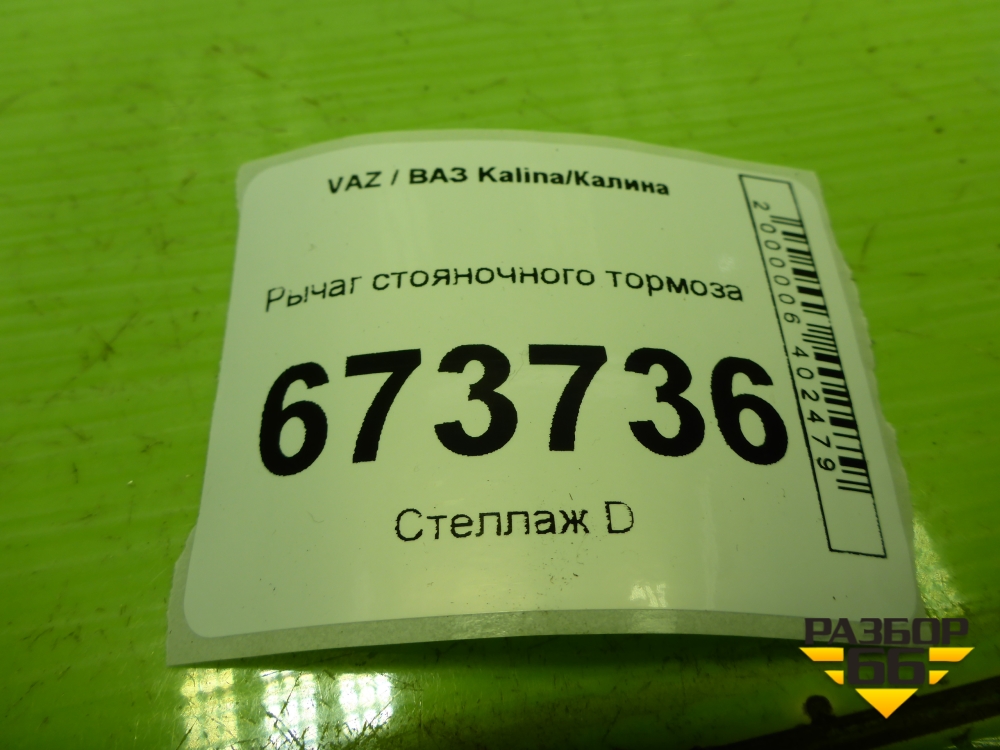 VAZ / ВАЗ Kalina/Калина
Рычаг стояночного тормоза
673736
Стеллаж D
2000006402479
РАЗБОР
66